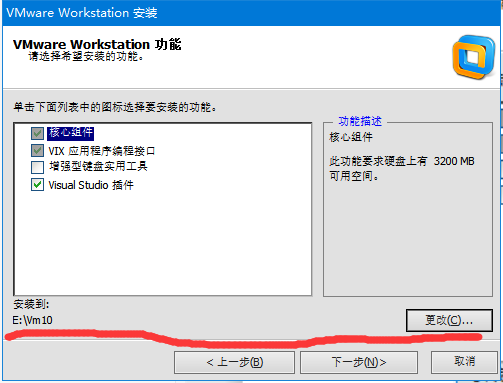 VMware Workstation 安装
VMware Workstation 功能
请选择希望安装的功能。
单击下面列表中的图标选择要安装的功能。
核心组件
VIX 应用程序编程接口
增强型键盘实用工具
Visual Studio 插件
功能描述
核心组件
此功能要求硬盘上有 3200 MB
可用空间。
安装到:
E:\Vm10
更改(C)...
< 上一步(B)
下一步(N)>
取消